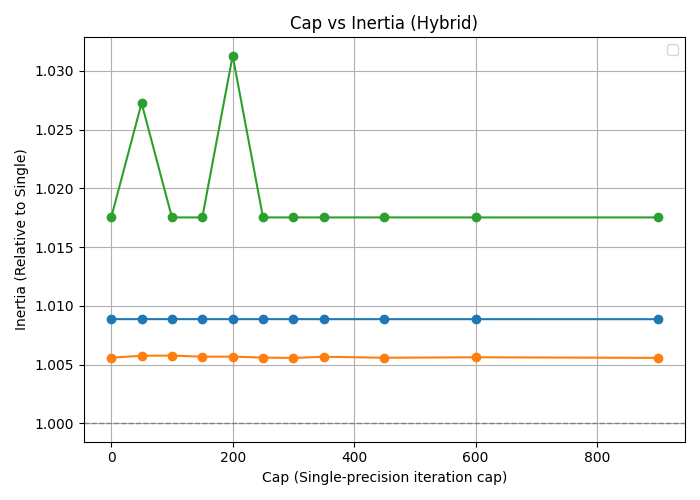 Cap vs Inertia (Hybrid)
Inertia (Relative to Single)
1.030
1.025
1.020
1.015
1.010
1.005
1.000
0 200 400 600 800
Cap (Single-precision iteration cap)